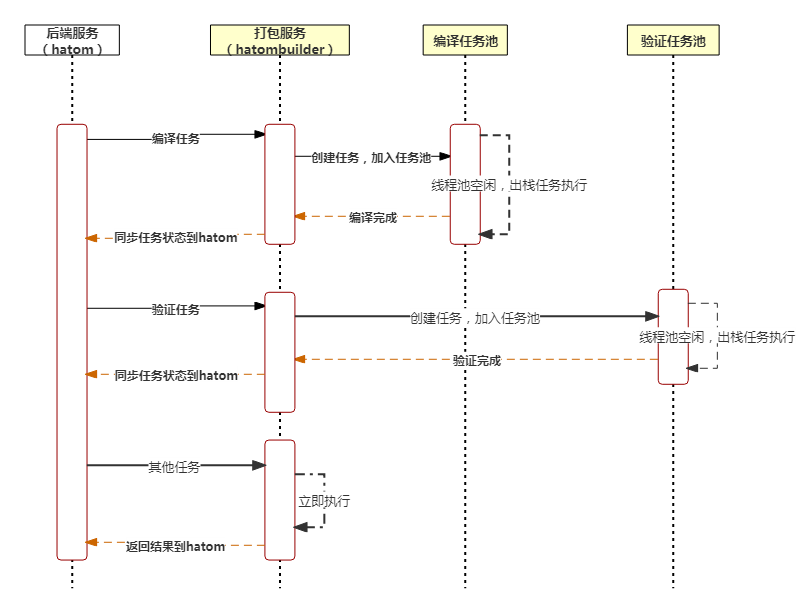 后端服务
（hatom）
打包服务
（hatombuilder）
编译任务池
验证任务池
编译任务
创建任务，加入任务池
线程池空闲，出栈任务执行
编译完成
同步任务状态到hatom
验证任务
创建任务，加入任务池
线程池空闲，出栈任务执行
验证完成
同步任务状态到hatom
其他任务
立即执行
返回结果到hatom